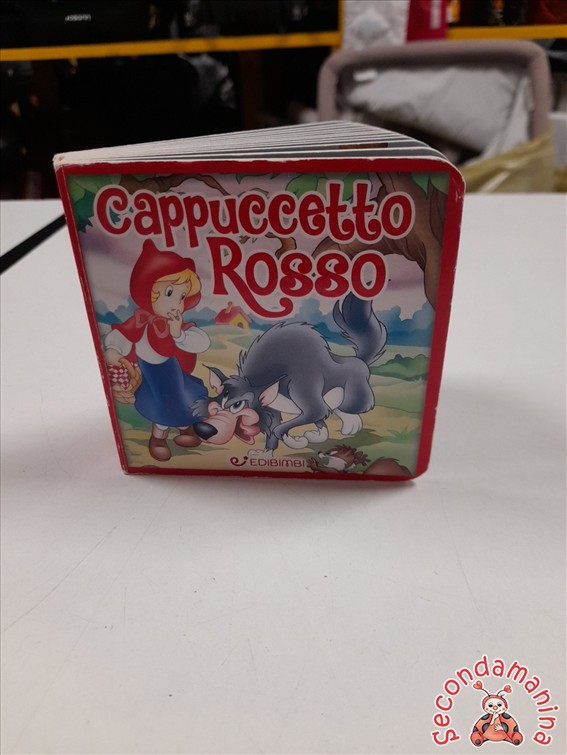 Cappuccetto
Rosso
EDIBIMBI
Secondamanina